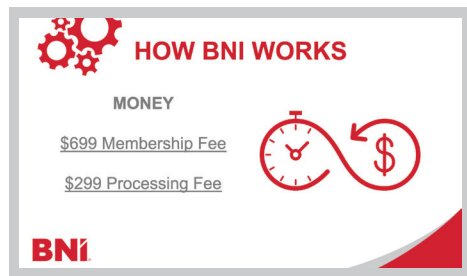 HOW BNI WORKS
MONEY
$699 Membership Fee
$299 Processing Fee
$
BNI